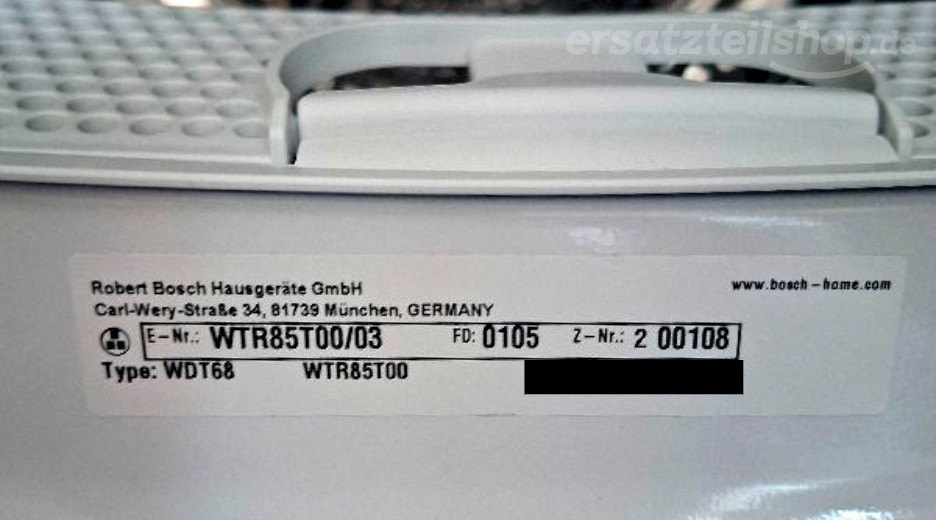 ersatzteilshop.de
Robert Bosch Hausgeräte GmbH
www.bosch-home.com
Carl-Wery-Straße 34, 81739 München, GERMANY
E-Nr.: WTR85T00/03 FD: 0105 Z-Nr.: 2 00108
Type: WDT68 WTR85T00